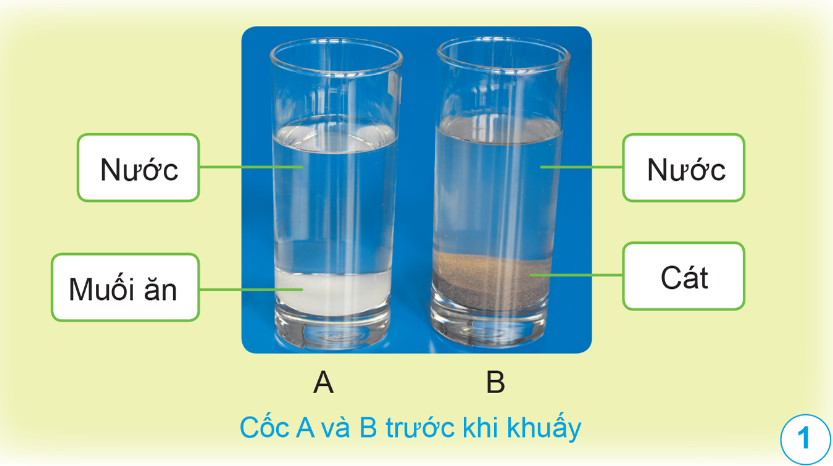 Nước
Nước
Muối ăn
Cát
A
B
Cốc A và B trước khi khuấy
1